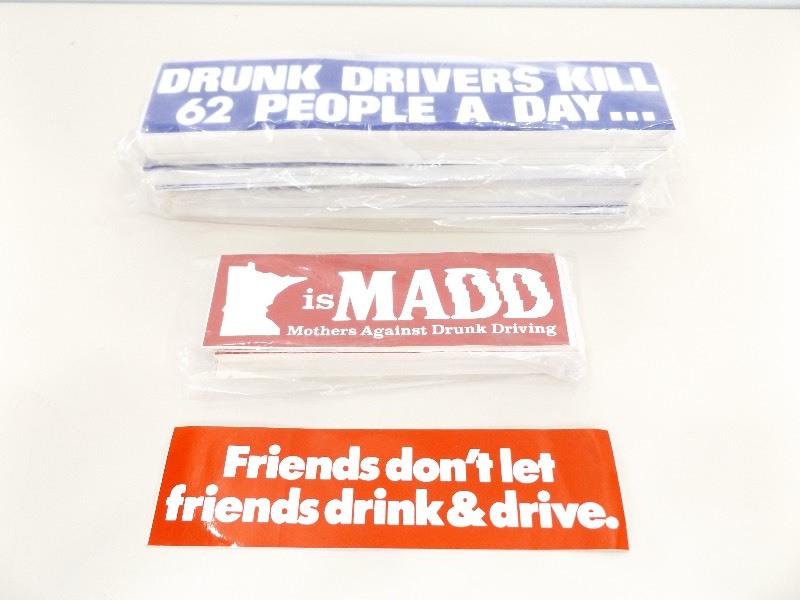 DRUNK DRIVERS KILL
62 PEOPLE A DAY...
is MADD
Mothers Against Drunk Driving
Friends don't let
friends drink & drive.